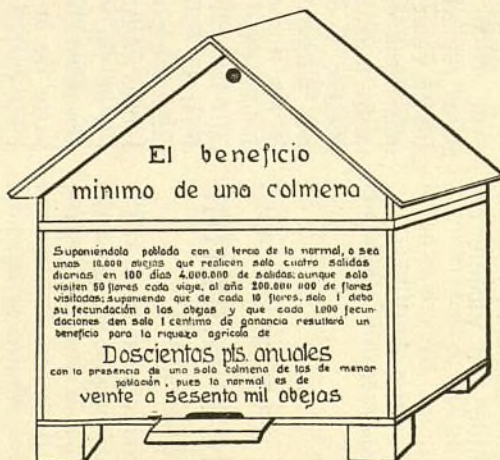 El beneficio
minimo de una colmena
Suponiéndola poblada con el tercio de la normal, o sea
unas 10.000 abejas que realicen solo cuatro salidas
diarias en 100 dias 4.000.000 de salidas; aunque solo
visiten 50 flores cada viaje, al año 200.000.000 de flores
visitadas; suponiendo que de cada 10 flores, solo 1 deba
su fecundación a las abejas y que cada 1.000 fecun-
daciones den solo 1 centimo de ganancia resultará un
beneficio para la riqueza agricola de
Doscientas pts. anuales
con la presencia de una sola colmena de las de menor
población, pues la normal es de
veinte a sesenta mil abejas